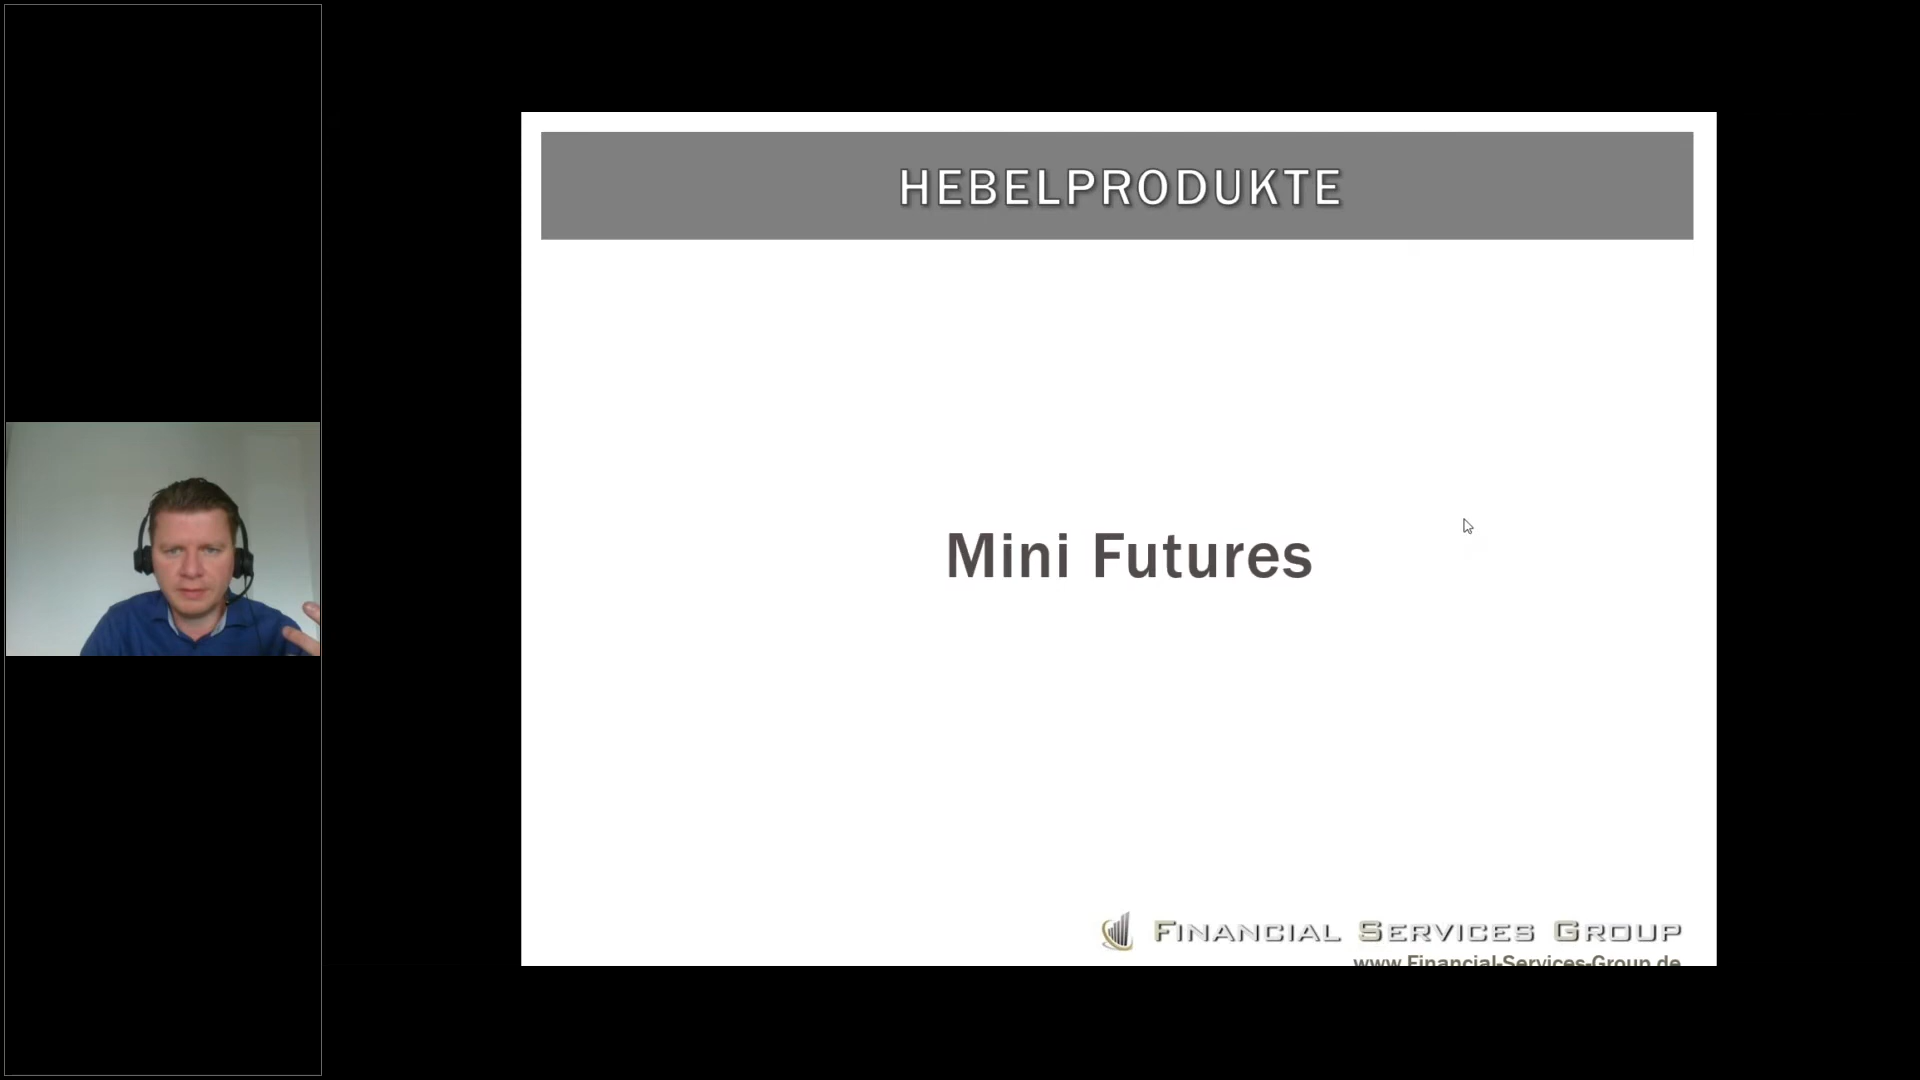 HEBELPRODUKTE
Mini Futures
FINANCIAL SERVICES GROUP
www.Financial-Services-Group.de